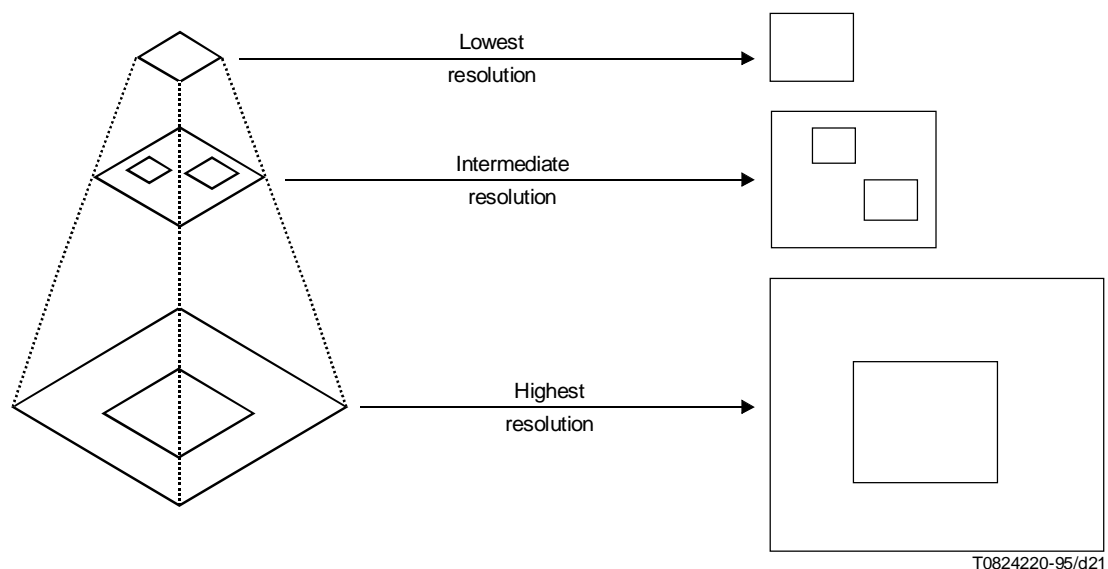 Lowest
resolution
Intermediate
resolution
Highest
resolution
T0824220-95/d21